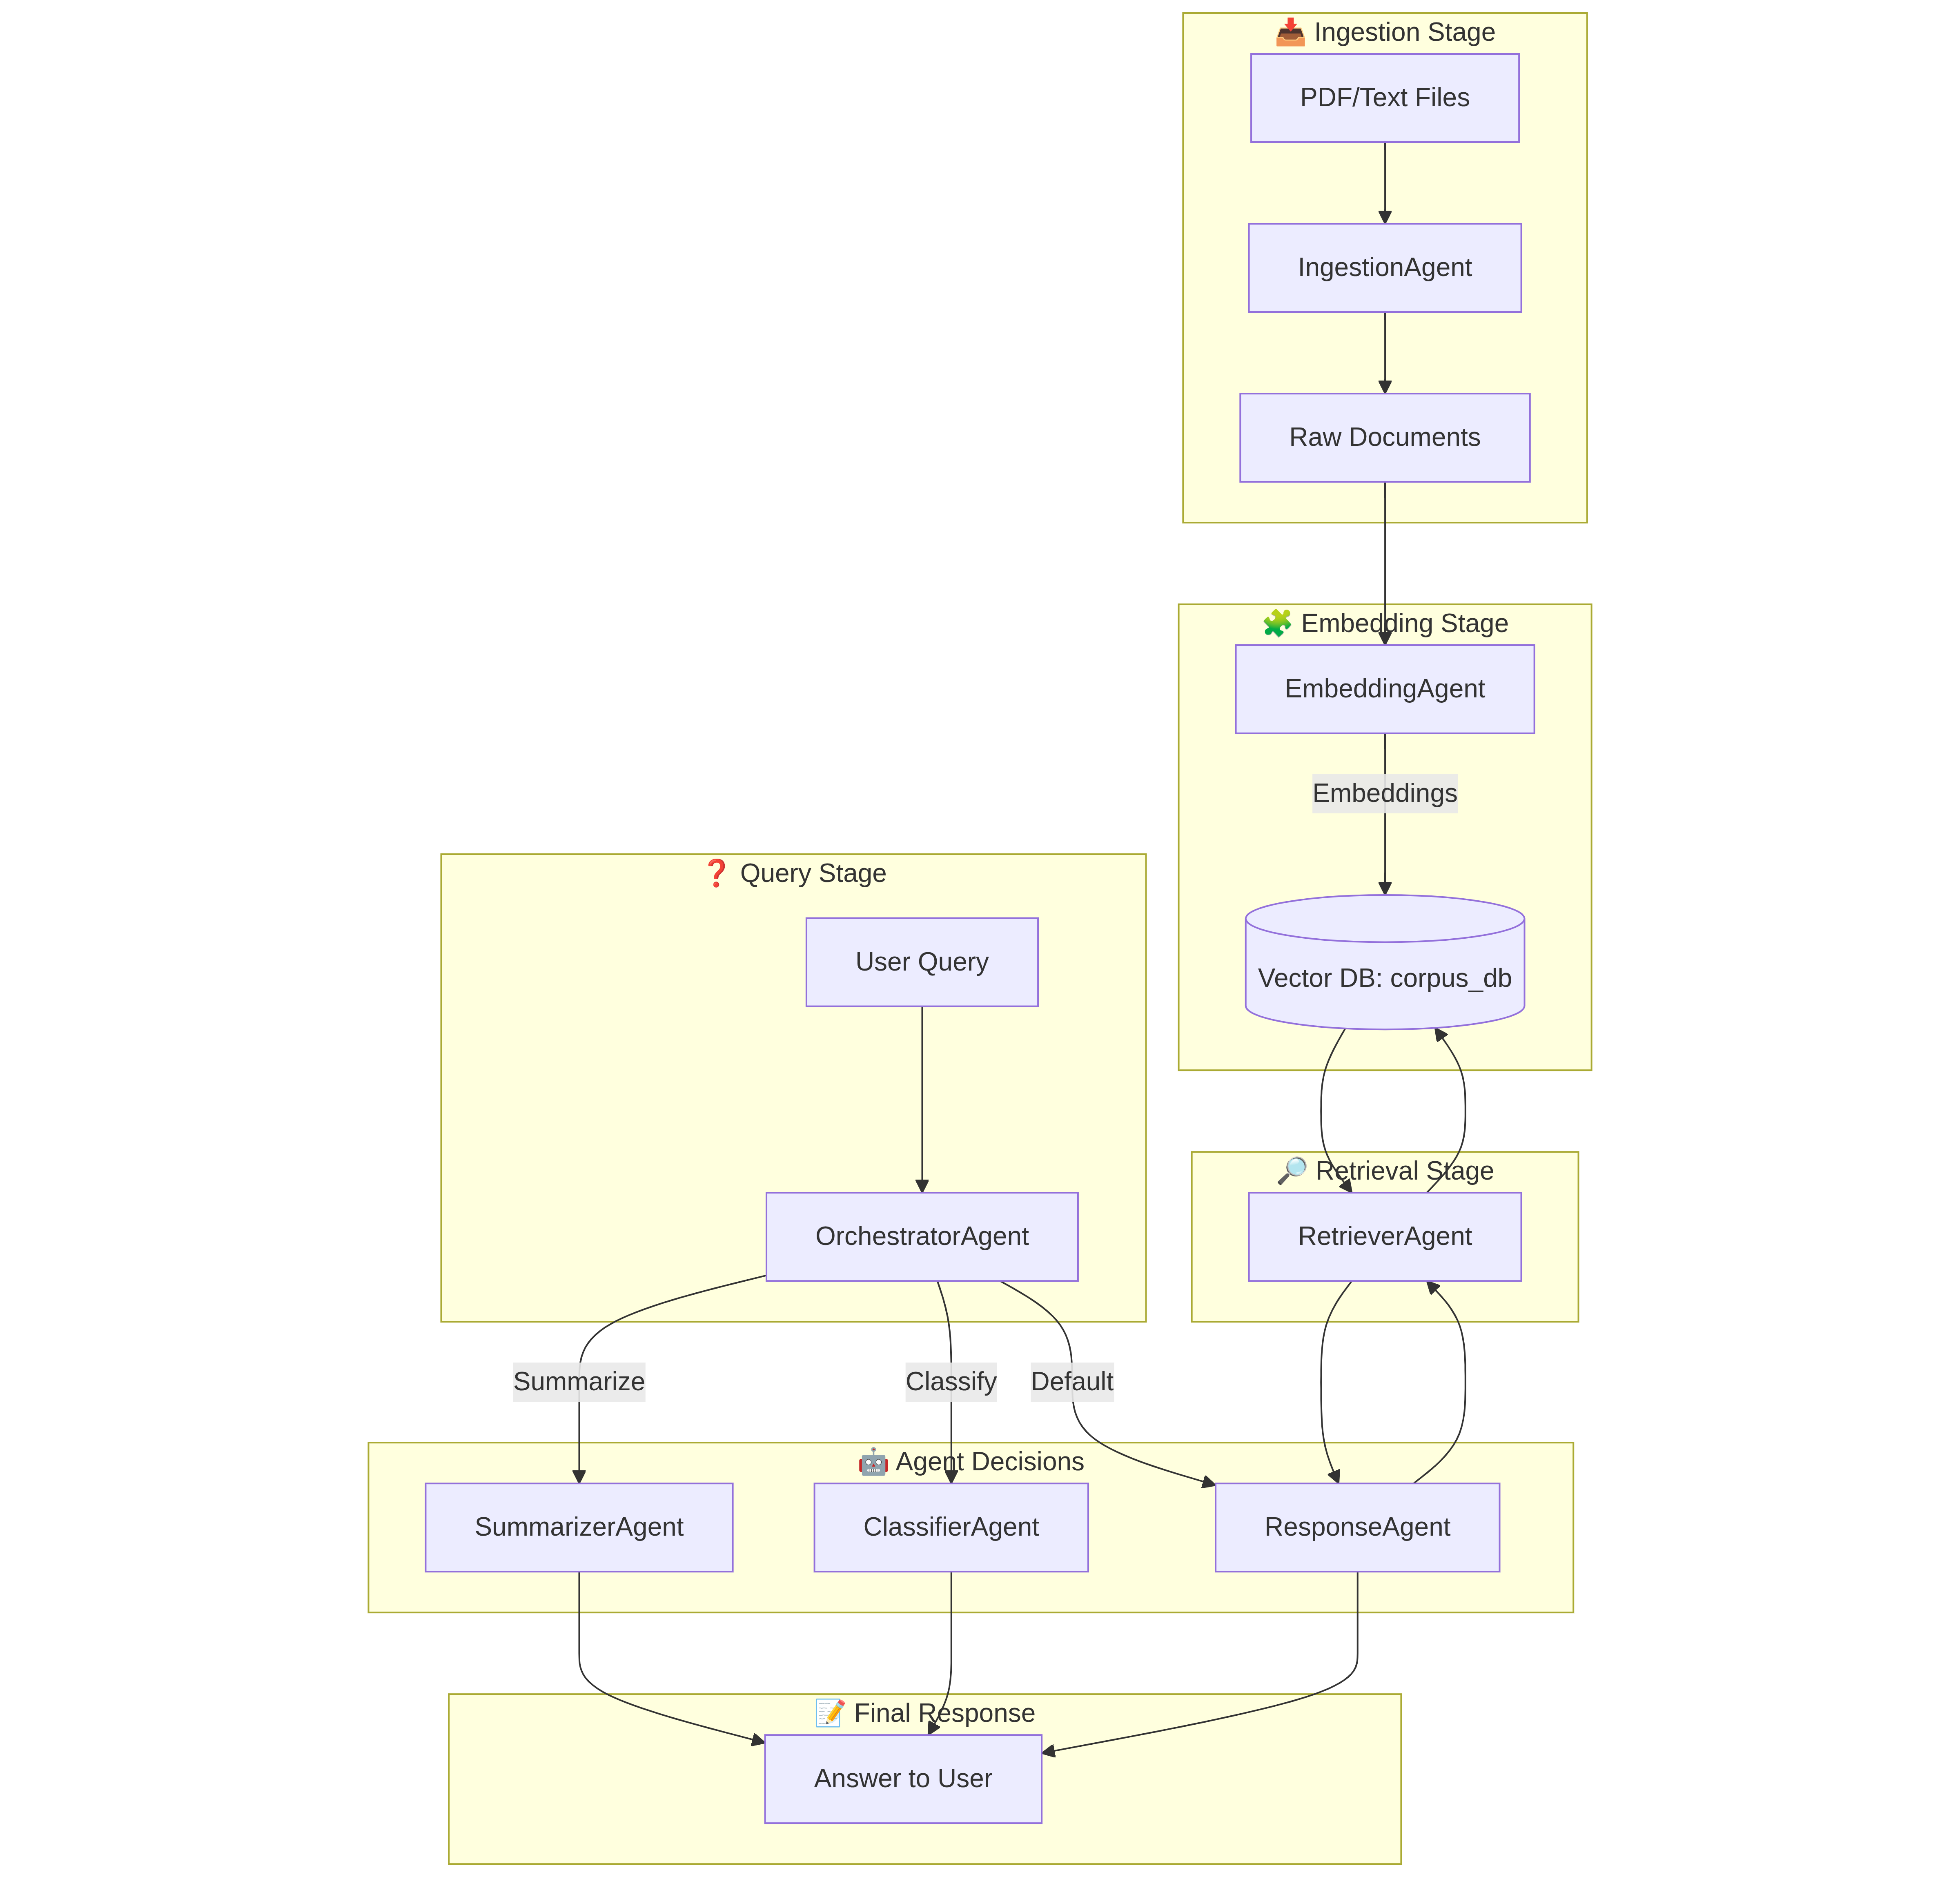 📥 Ingestion Stage
PDF/Text Files
IngestionAgent
Raw Documents
🧩 Embedding Stage
EmbeddingAgent
Embeddings
Vector DB: corpus_db
❓ Query Stage
User Query
OrchestratorAgent
🔎 Retrieval Stage
RetrieverAgent
Summarize
Classify
Default
🤖 Agent Decisions
SummarizerAgent
ClassifierAgent
ResponseAgent
📝 Final Response
Answer to User